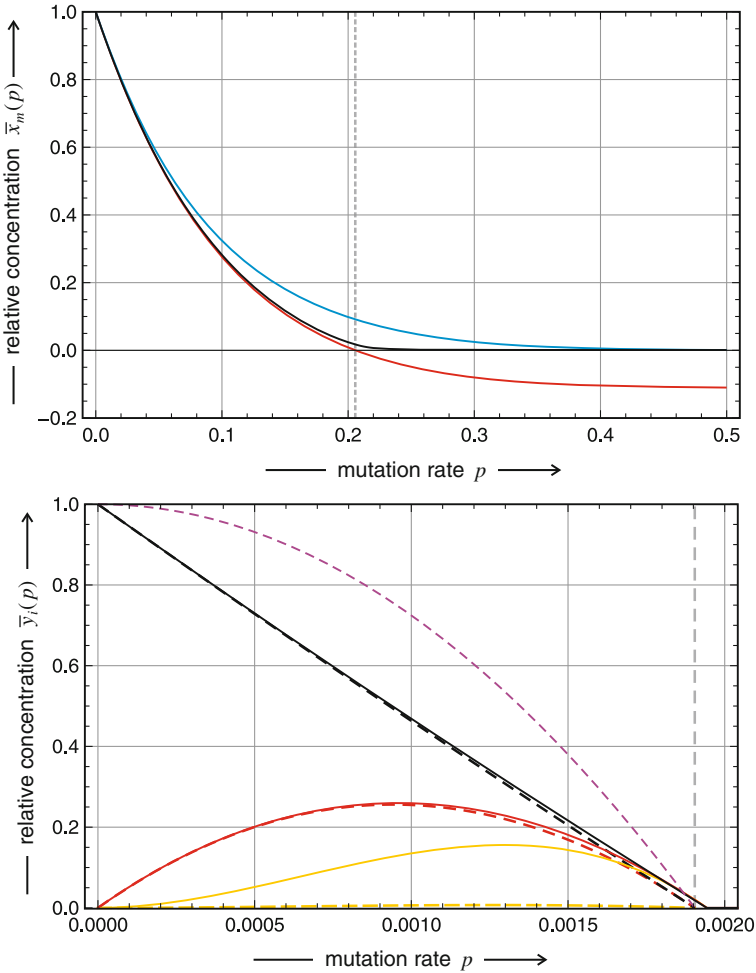 1.0
0.8
0.6
0.4
0.2
0.0
−0.2
relative concentration x̄ₘ(p)
0.0 0.1 0.2 0.3 0.4 0.5
mutation rate p
1.0
0.8
0.6
0.4
0.2
0.0
relative concentration ȳᵢ(p)
0.0000 0.0005 0.0010 0.0015 0.0020
mutation rate p